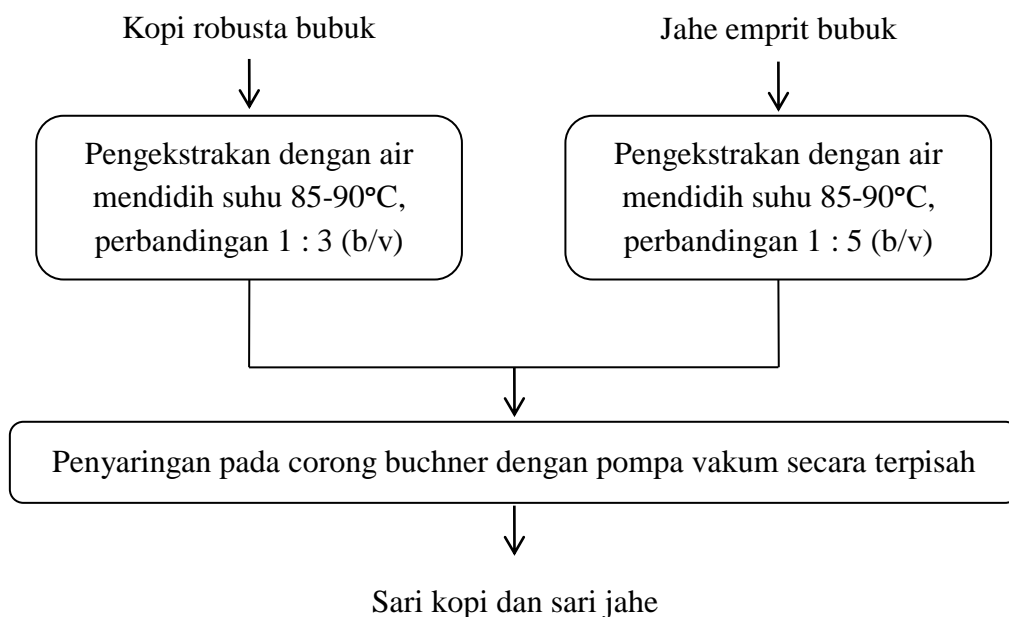 Kopi robusta bubuk
Jahe emprit bubuk
Pengekstrakan dengan air
mendidih suhu 85-90°C,
perbandingan 1 : 3 (b/v)
Pengekstrakan dengan air
mendidih suhu 85-90°C,
perbandingan 1 : 5 (b/v)
Penyaringan pada corong buchner dengan pompa vakum secara terpisah
Sari kopi dan sari jahe